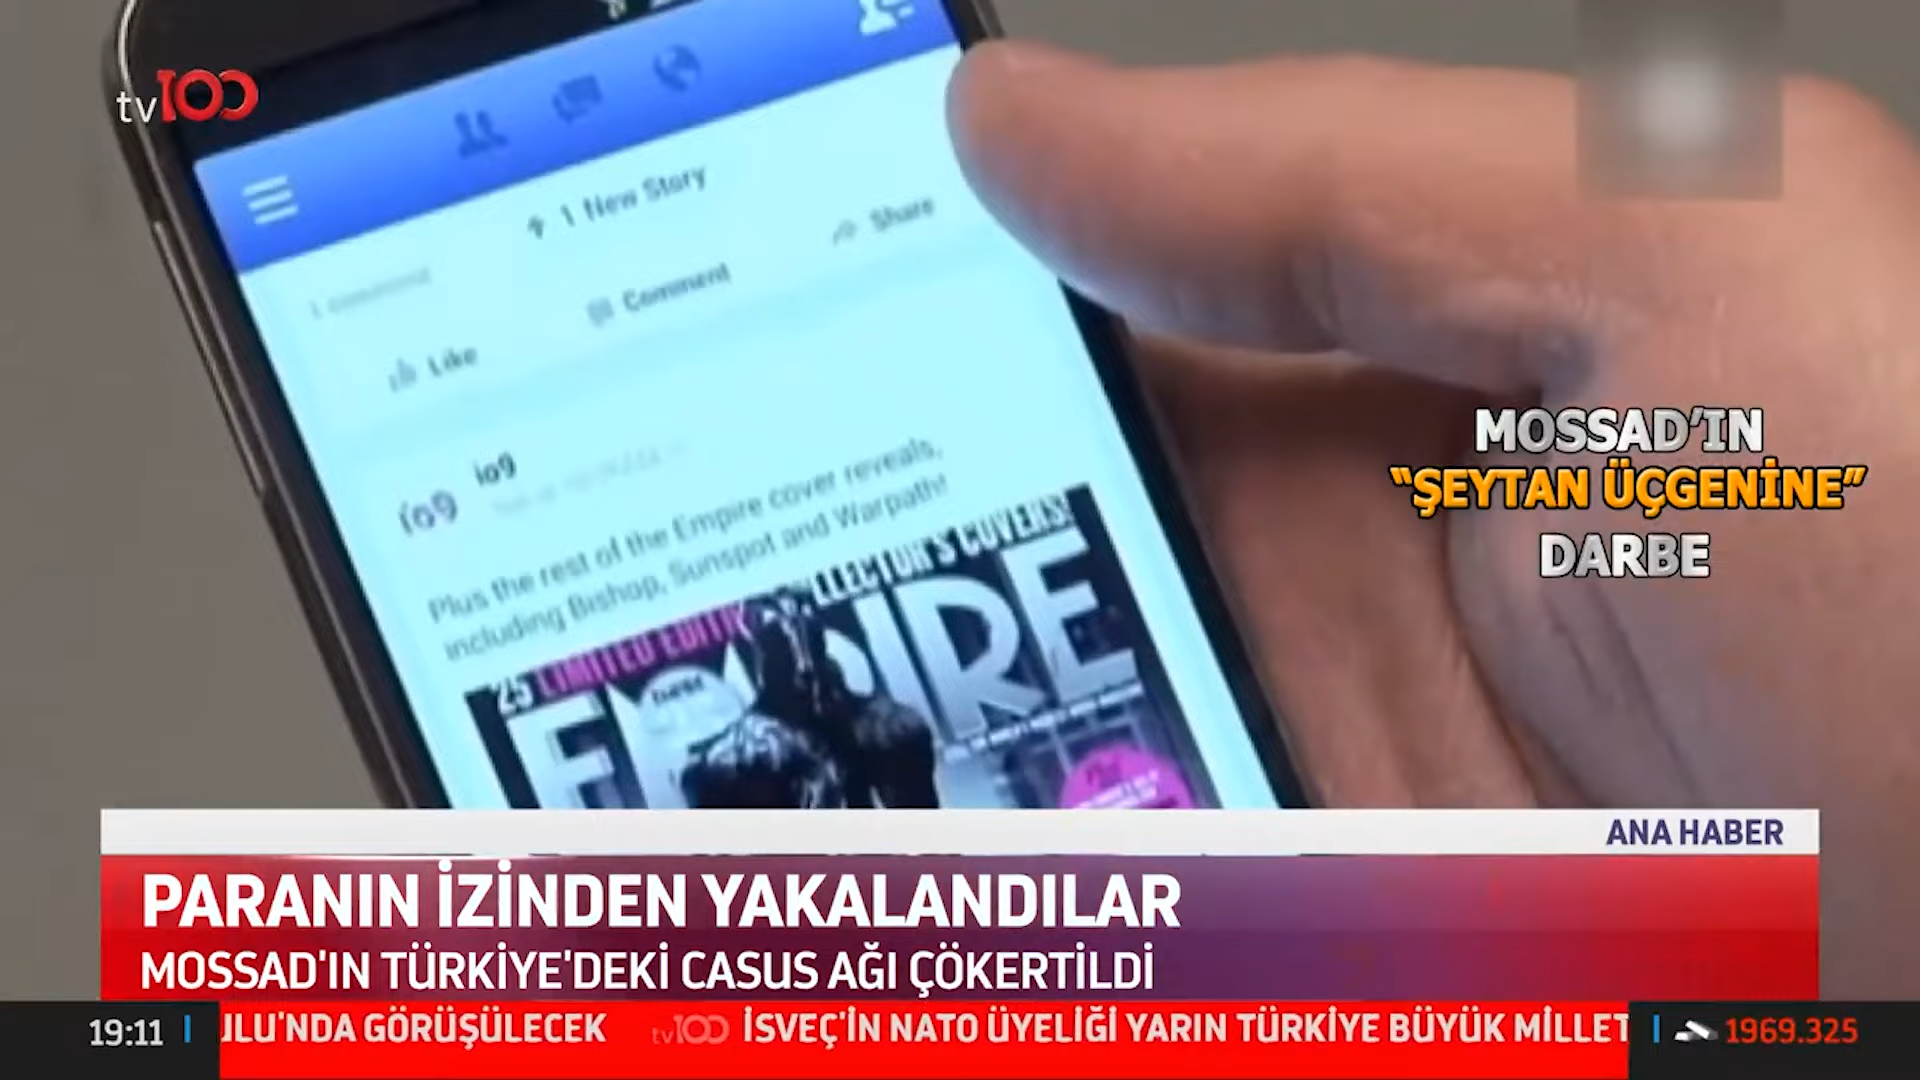 tv100
1 New Story
Like
Comment
Share
io9
io9
Plus the rest of the Empire cover reveals,
including Bishop, Sunspot and Warpath!
25 LIMITED EDITION COLLECTOR'S COVERS!
EMPIRE
MOSSAD'IN
“ŞEYTAN ÜÇGENİNE”
DARBE
ANA HABER
PARANIN İZİNDEN YAKALANDILAR
MOSSAD'IN TÜRKİYE'DEKİ CASUS AĞI ÇÖKERTİLDİ
19:11
ULU'NDA GÖRÜŞÜLECEK tv100 İSVEÇ'İN NATO ÜYELİĞİ YARIN TÜRKİYE BÜYÜK MİLLET
1969.325